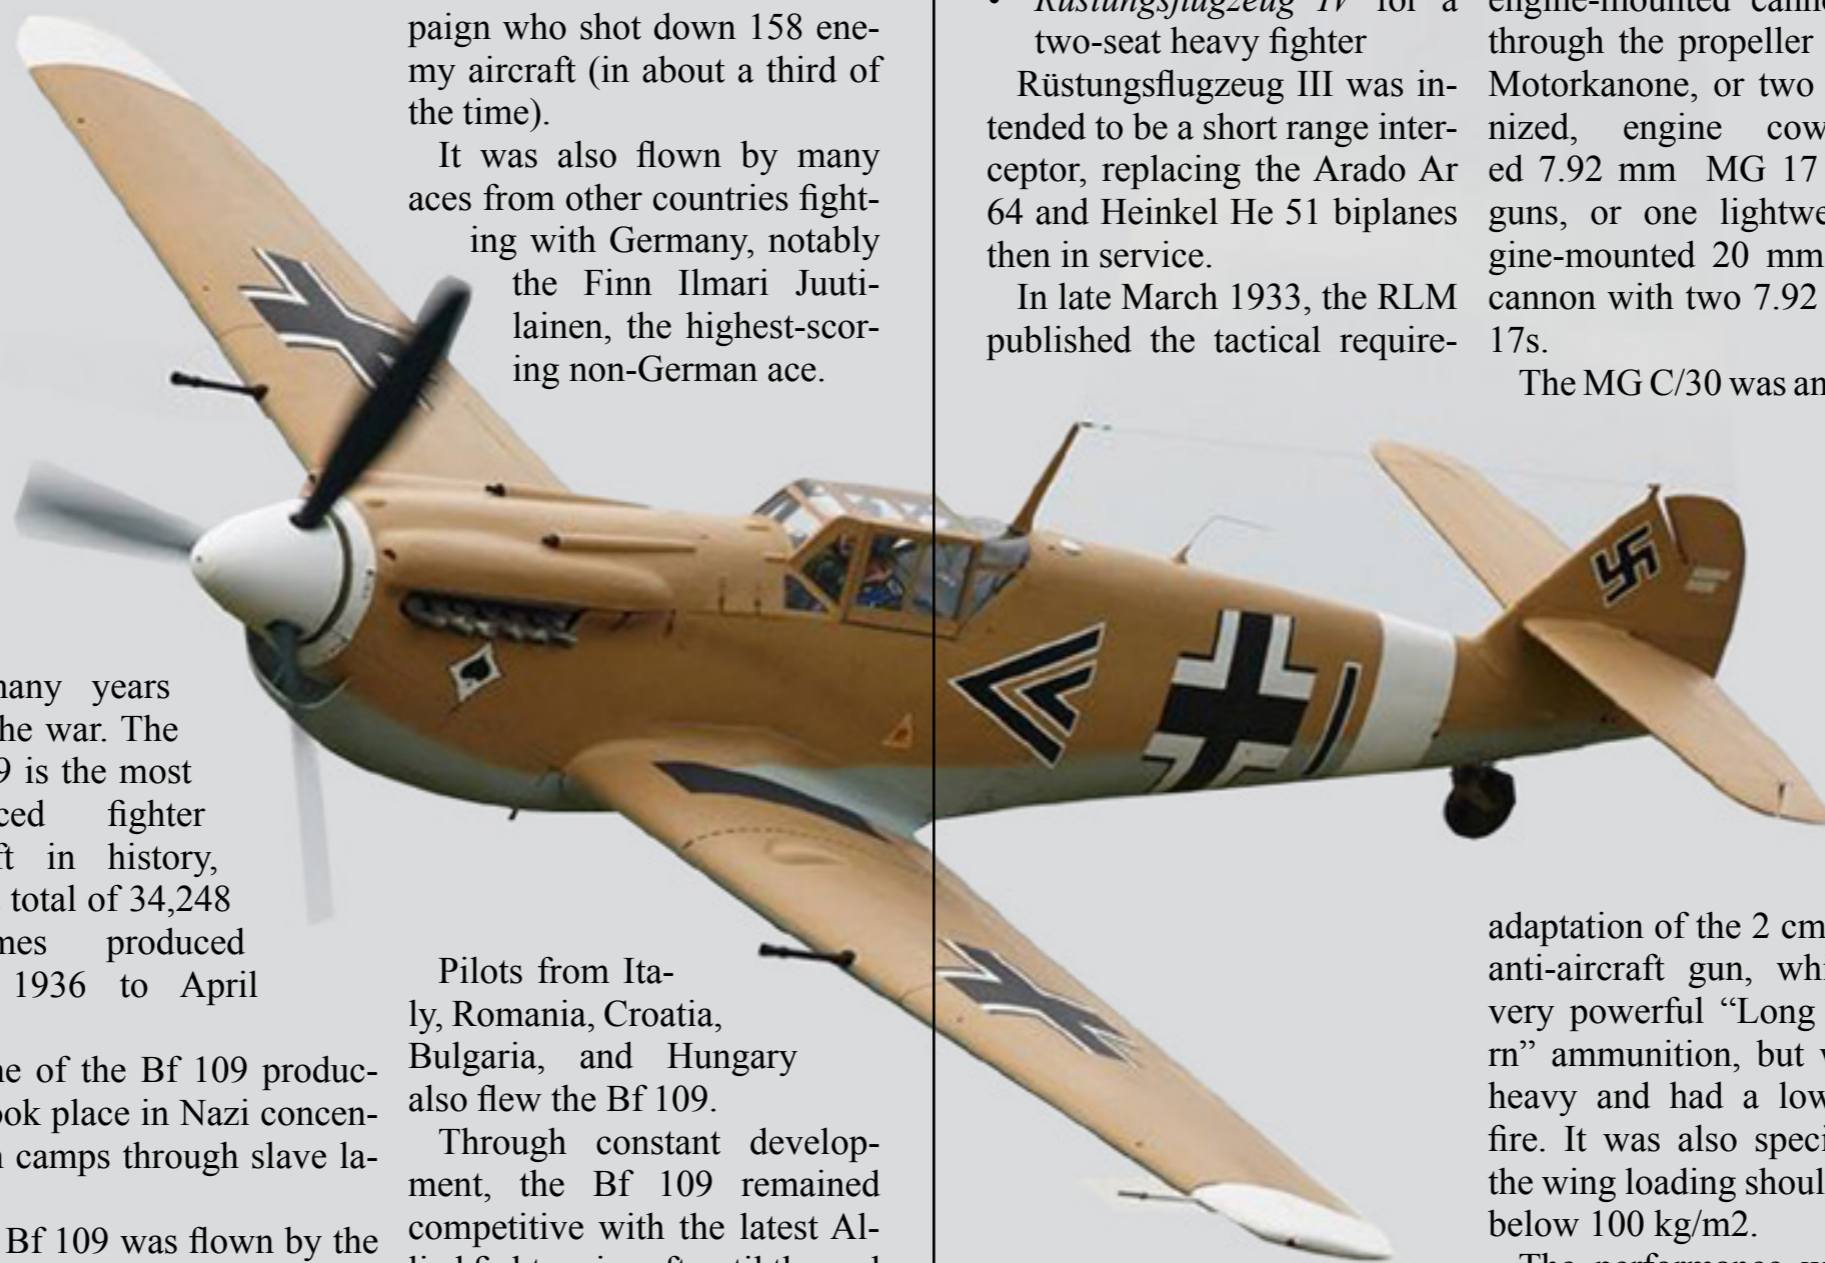 many years
the war. The
9 is the most
fighter
in history,
total of 34,248
produced
1936 to April
of the Bf 109 produc-
place in Nazi concen-
camps through slave la-
Bf 109 was flown by the
paign who shot down 158 ene-
my aircraft (in about a third of
the time).
It was also flown by many
aces from other countries fight-
ing with Germany, notably
the Finn Ilmari Juuti-
lainen, the highest-scor-
ing non-German ace.
Pilots from Ita-
ly, Romania, Croatia,
Bulgaria, and Hungary
also flew the Bf 109.
Through constant develop-
ment, the Bf 109 remained
competitive with the latest Al-
• Rüstungsflugzeug IV for a
two-seat heavy fighter
Rüstungsflugzeug III was in-
tended to be a short range inter-
ceptor, replacing the Arado Ar
64 and Heinkel He 51 biplanes
then in service.
In late March 1933, the RLM
published the tactical require-
engine-mounted
through the propeller
Motorkanone, or two
nized, engine cow
ed 7.92 mm MG 17
guns, or one lightwe
gine-mounted 20 mm
cannon with two 7.92
17s.
The MG C/30 was an
adaptation of the 2 cm
anti-aircraft gun, whi
very powerful “Long
rn” ammunition, but
heavy and had a low
fire. It was also speci
the wing loading shoul
below 100 kg/m2.
The performance